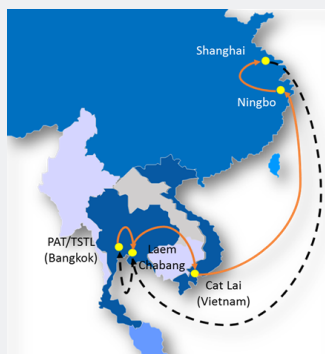 Shanghai
Ningbo
PAT/TSTL
(Bangkok)
Laem
Chabang
Cat Lai
(Vietnam)